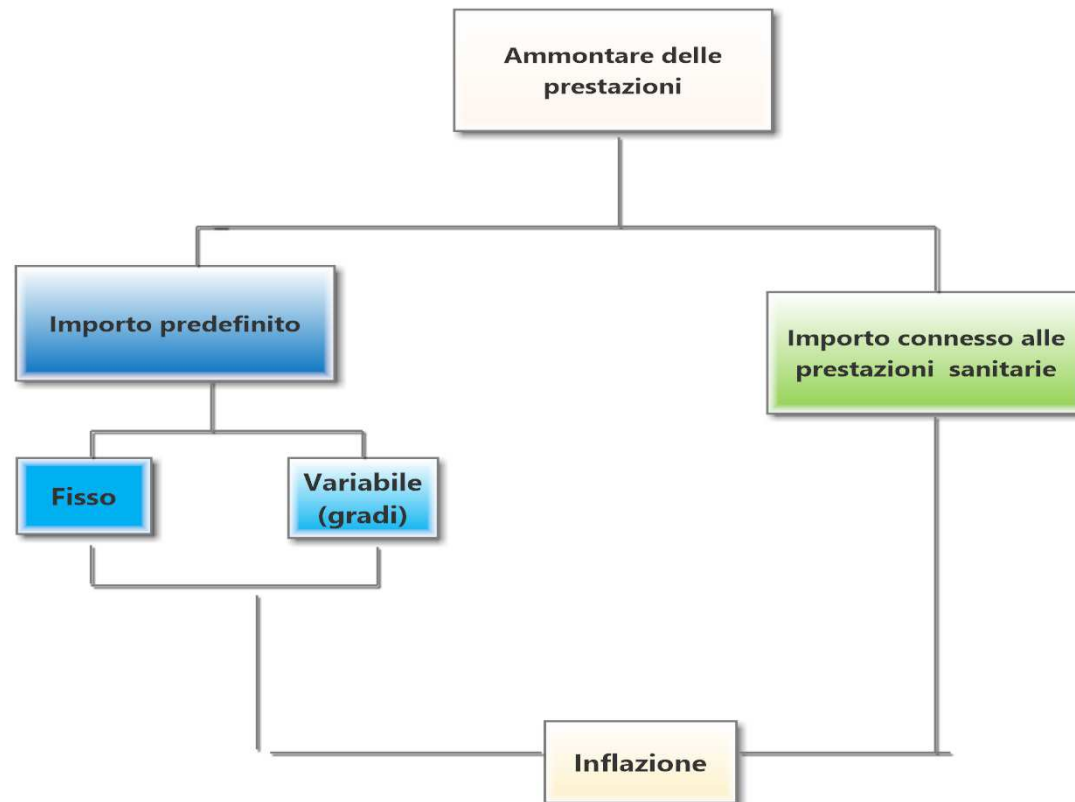 Ammontare delle
prestazioni
Importo predefinito
Importo connesso alle
prestazioni sanitarie
Fisso
Variabile
(gradi)
Inflazione